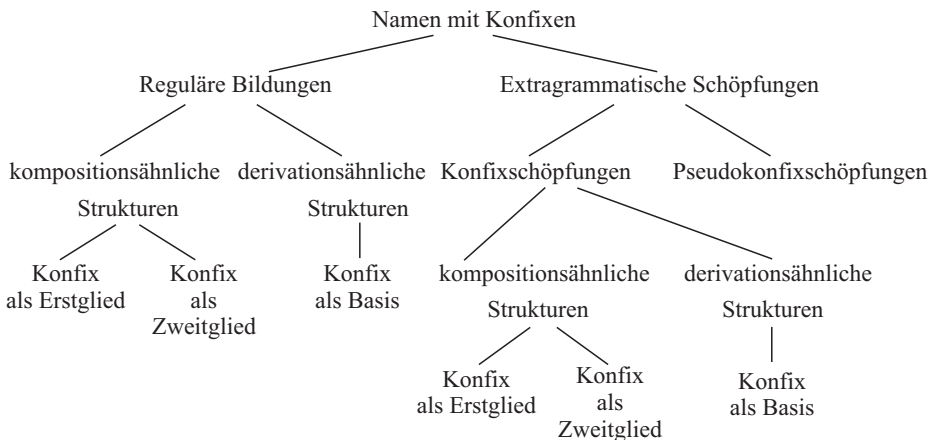 Namen mit Konfixen
Reguläre Bildungen
Extragrammatische Schöpfungen
kompositionsähnliche
Strukturen
derivationsähnliche
Strukturen
Konfixschöpfungen
Pseudokonfixschöpfungen
Konfix
als Erstglied
Konfix
als
Zweitglied
Konfix
als Basis
kompositionsähnliche
Strukturen
derivationsähnliche
Strukturen
Konfix
als Erstglied
Konfix
als
Zweitglied
Konfix
als Basis